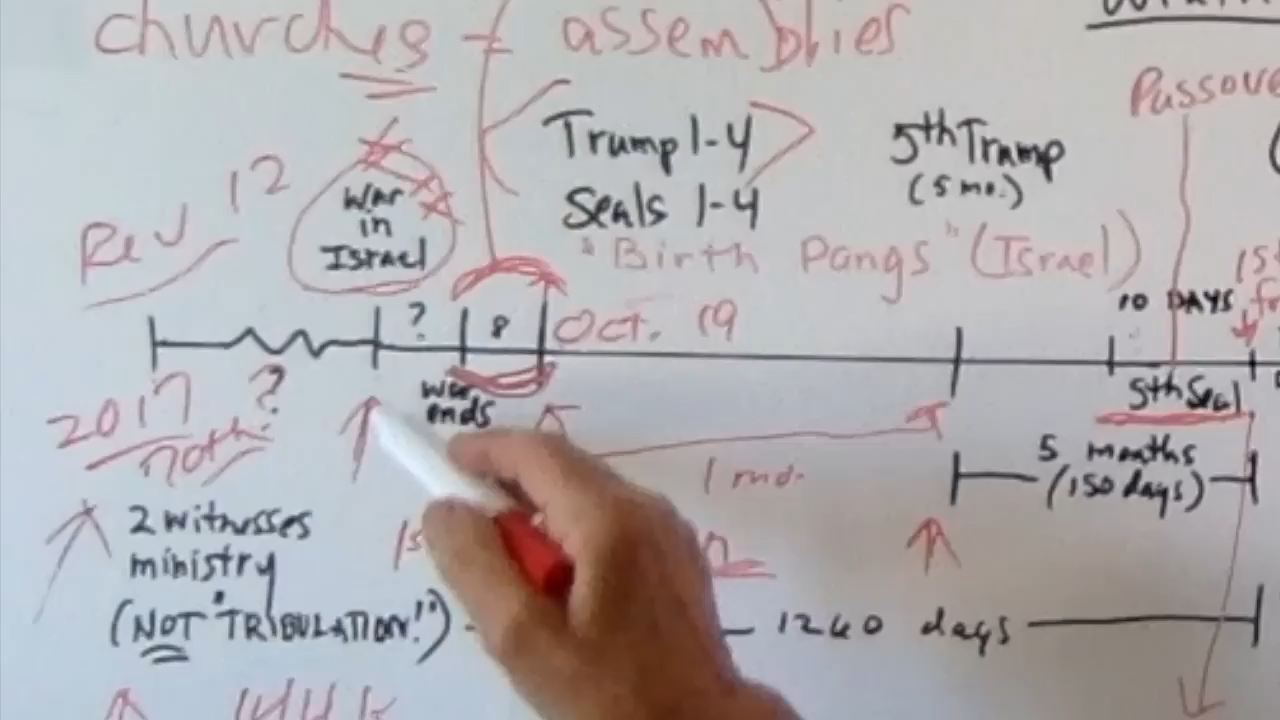 churches + assemblies
Passove
Trump 1-4
5th Trump
(5 mo.)
Seals 1-4
Rev 12
War
in
Israel
"Birth Pangs" (Israel)
10 DAYS
?
8
Oct. 19
2017
?
war
ends
5th Seal
5 months
(150 days)
1 mo.
2 witnesses
ministry
(NOT "TRIBULATION!")
1260 days